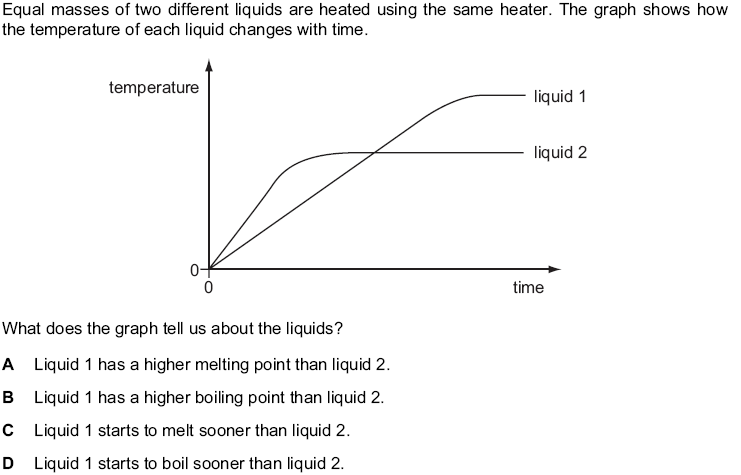 Equal masses of two different liquids are heated using the same heater. The graph shows how
the temperature of each liquid changes with time.
temperature
liquid 1
liquid 2
0
0
time
What does the graph tell us about the liquids?
A Liquid 1 has a higher melting point than liquid 2.
B Liquid 1 has a higher boiling point than liquid 2.
C Liquid 1 starts to melt sooner than liquid 2.
D Liquid 1 starts to boil sooner than liquid 2.